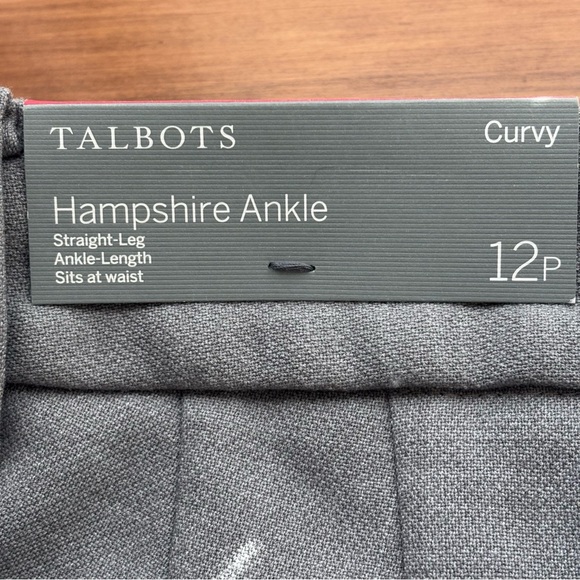 TALBOTS
Curvy
Hampshire Ankle
Straight-Leg
Ankle-Length
Sits at waist
12P